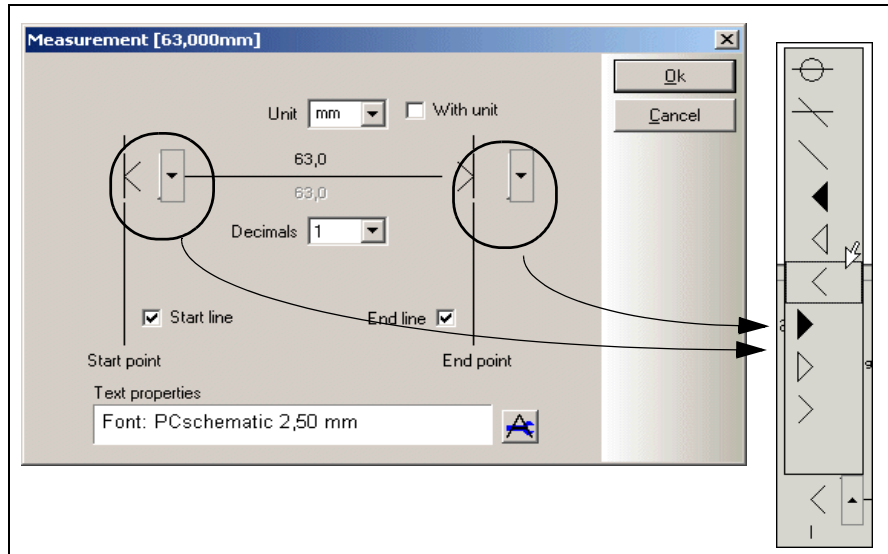 Measurement [63,000mm]
Ok
Cancel
Unit mm With unit
63,0
63,0
Decimals 1
Start line End line
Start point End point
Text properties
Font: PCschematic 2,50 mm